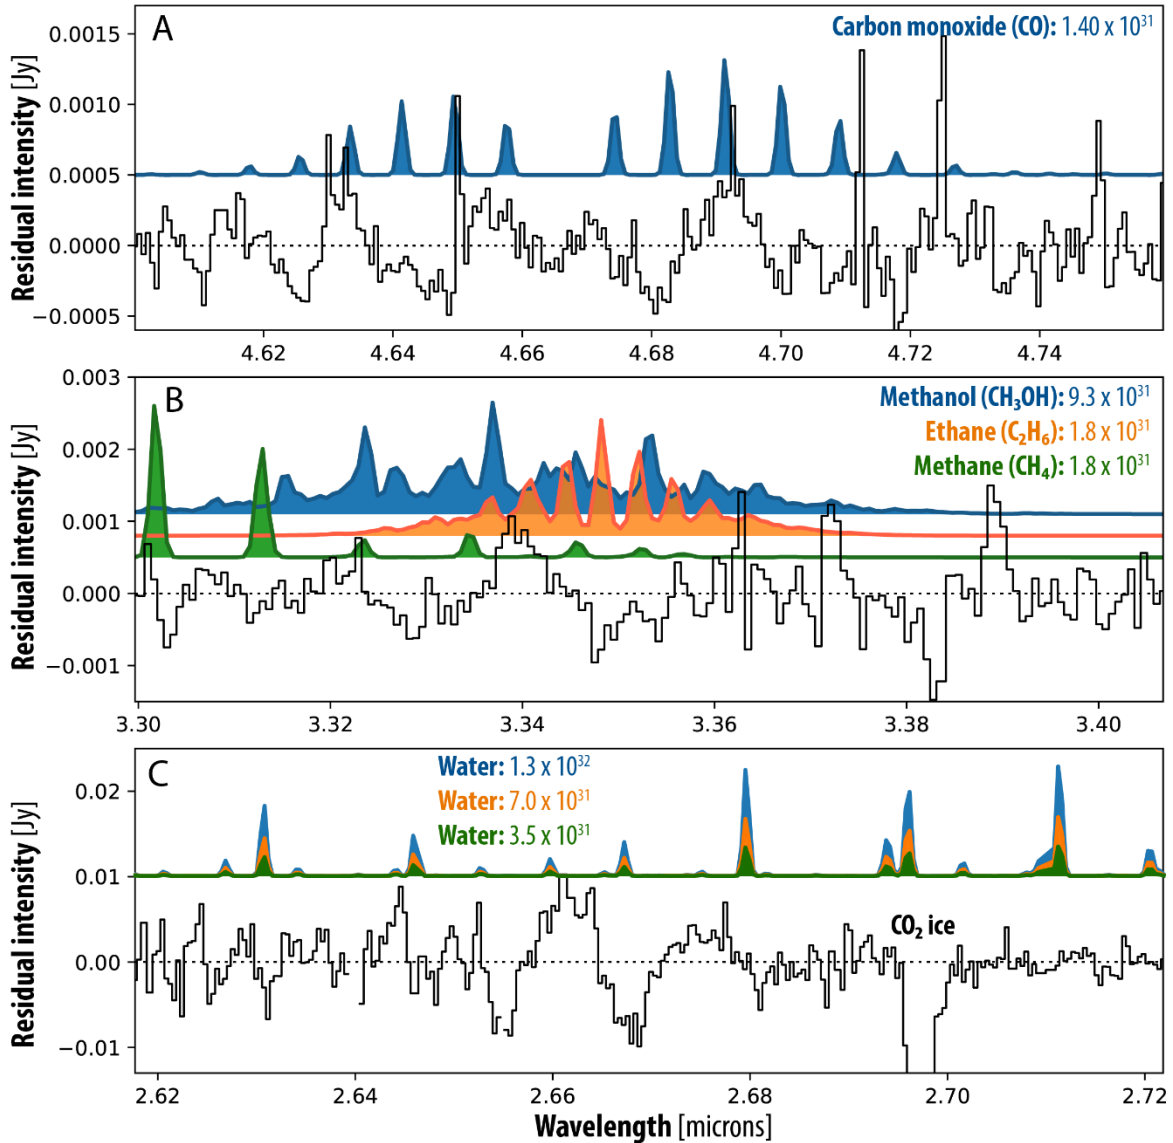 A
Carbon monoxide (CO): 1.40 x 10³¹
Residual intensity [Jy]
0.0015
0.0010
0.0005
0.0000
−0.0005
4.62 4.64 4.66 4.68 4.70 4.72 4.74
B
Methanol (CH₃OH): 9.3 x 10³¹
Ethane (C₂H₆): 1.8 x 10³¹
Methane (CH₄): 1.8 x 10³¹
Residual intensity [Jy]
0.003
0.002
0.001
0.000
−0.001
3.30 3.32 3.34 3.36 3.38 3.40
C
Water: 1.3 x 10³²
Water: 7.0 x 10³¹
Water: 3.5 x 10³¹
CO₂ ice
Residual intensity [Jy]
0.02
0.01
0.00
−0.01
2.62 2.64 2.66 2.68 2.70 2.72
Wavelength [microns]